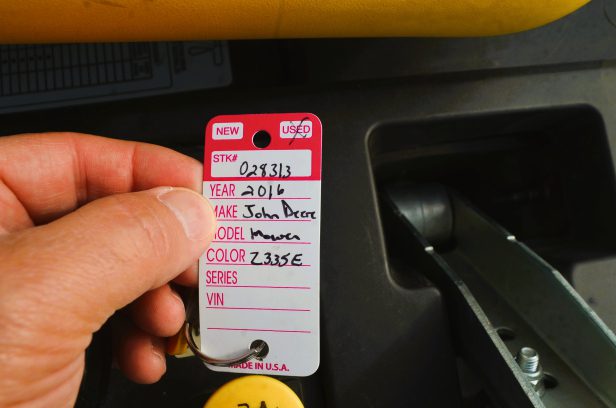 NEW USED
STK#
028313
YEAR 2016
MAKE John Deere
MODEL Mower
COLOR Z335E
SERIES
VIN
MADE IN U.S.A.